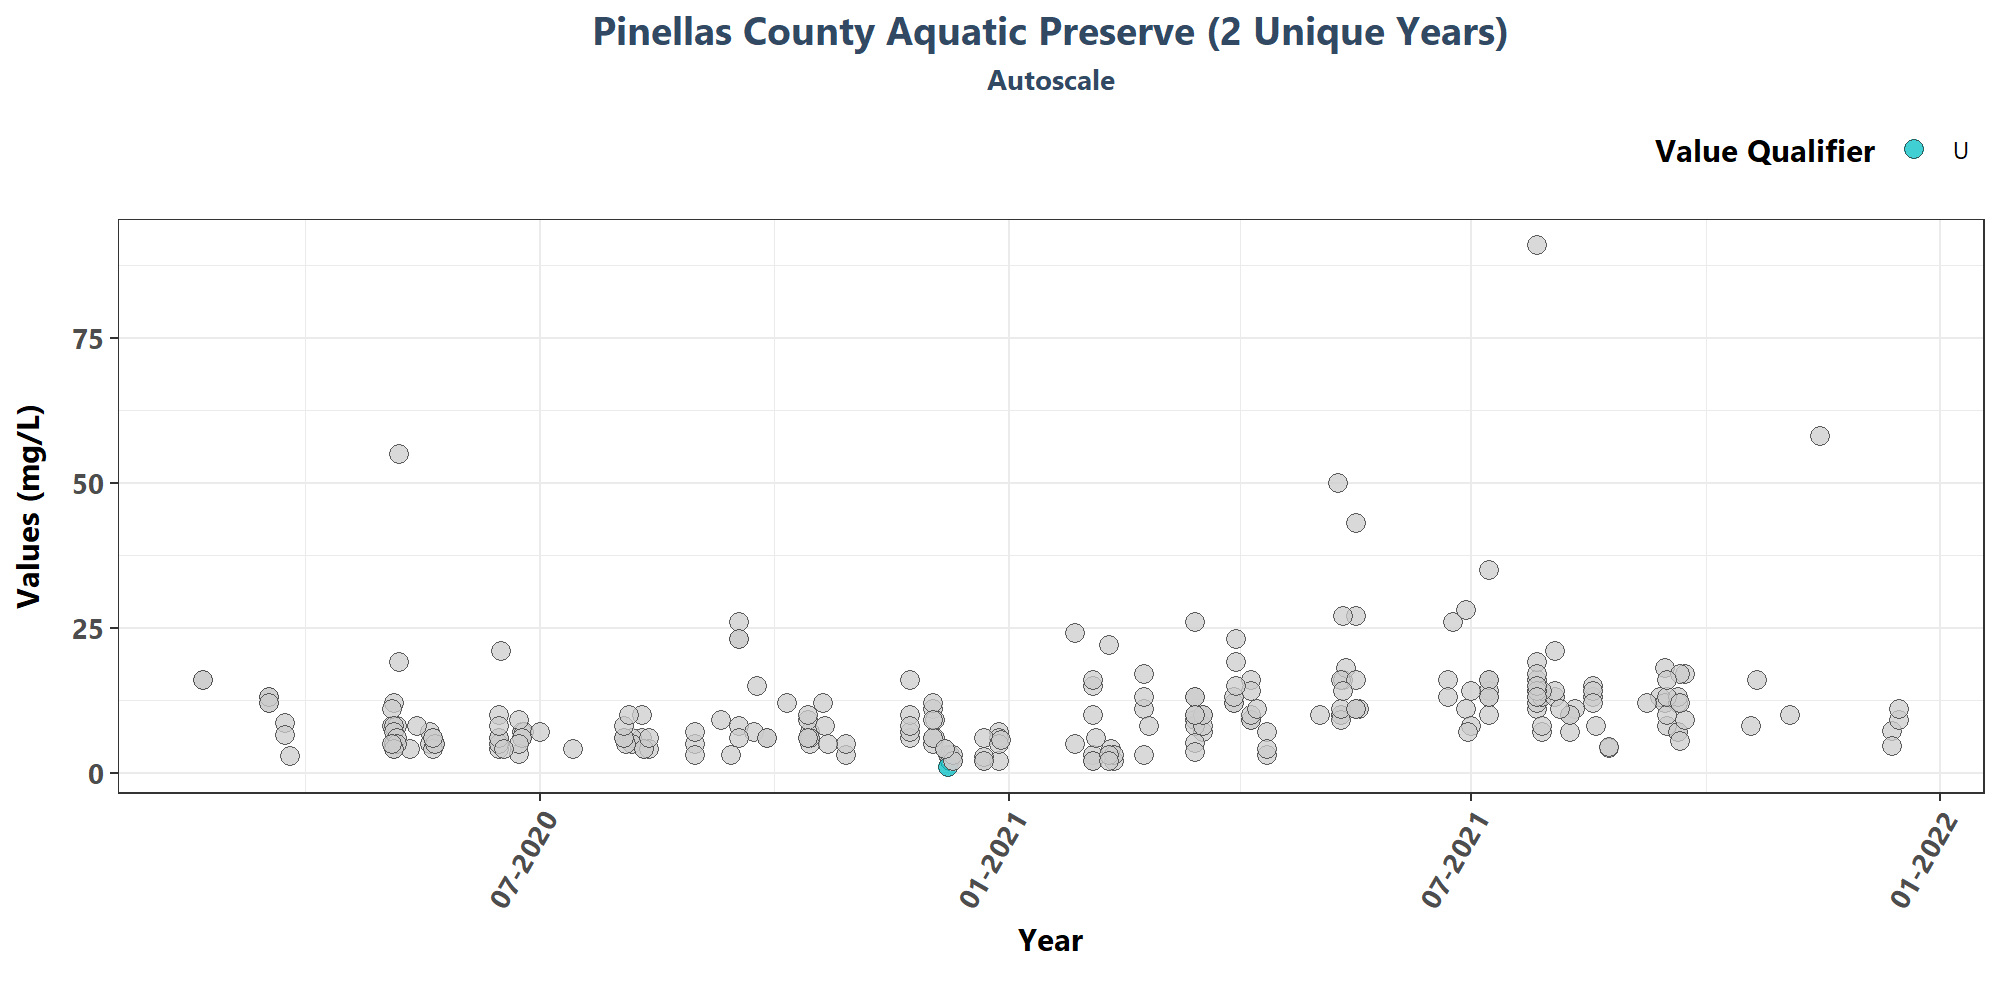 Pinellas County Aquatic Preserve (2 Unique Years)
Autoscale
Value Qualifier U
Values (mg/L)
75
50
25
0
07-2020
01-2021
07-2021
01-2022
Year